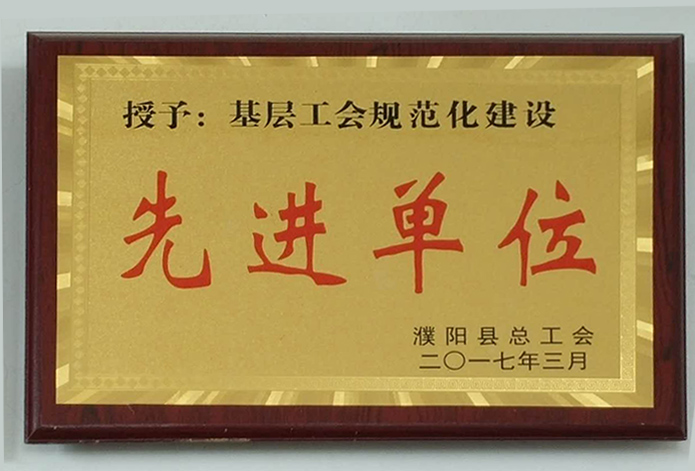 授予：基层工会规范化建设
先进单位
濮阳县总工会
二〇一七年三月